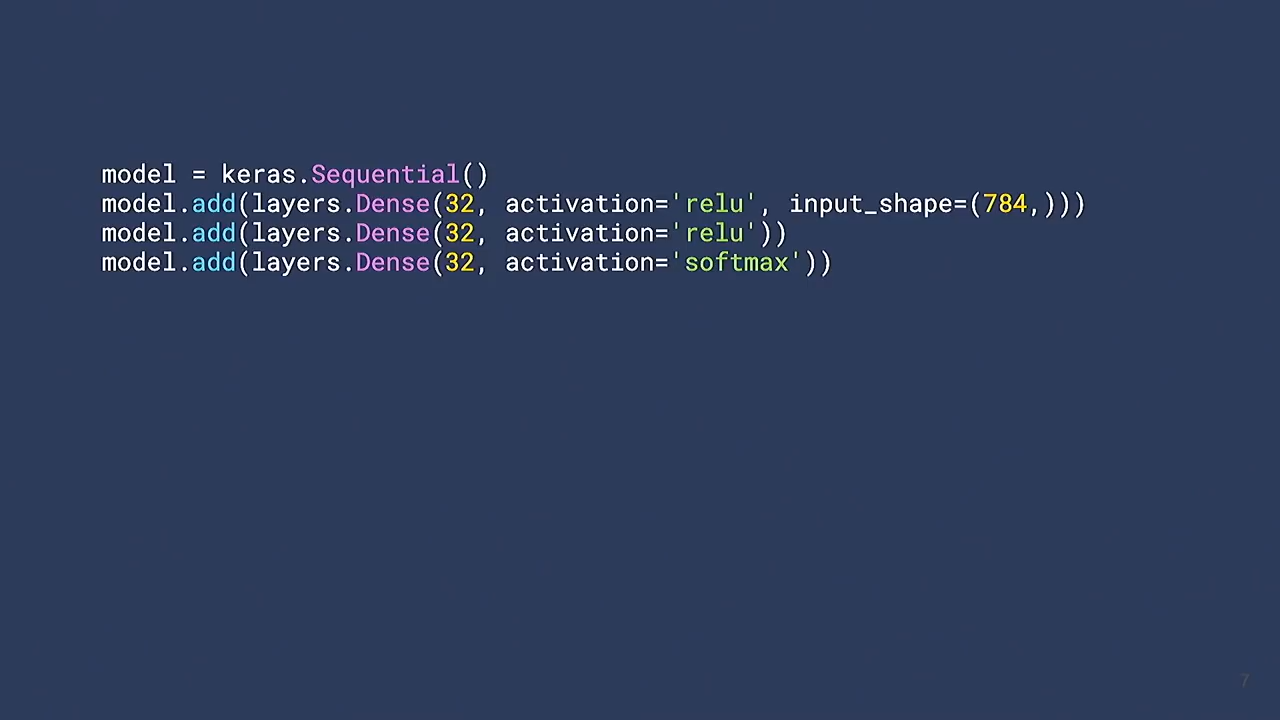 model = keras.Sequential()
model.add(layers.Dense(32, activation='relu', input_shape=(784,)))
model.add(layers.Dense(32, activation='relu'))
model.add(layers.Dense(32, activation='softmax'))
7